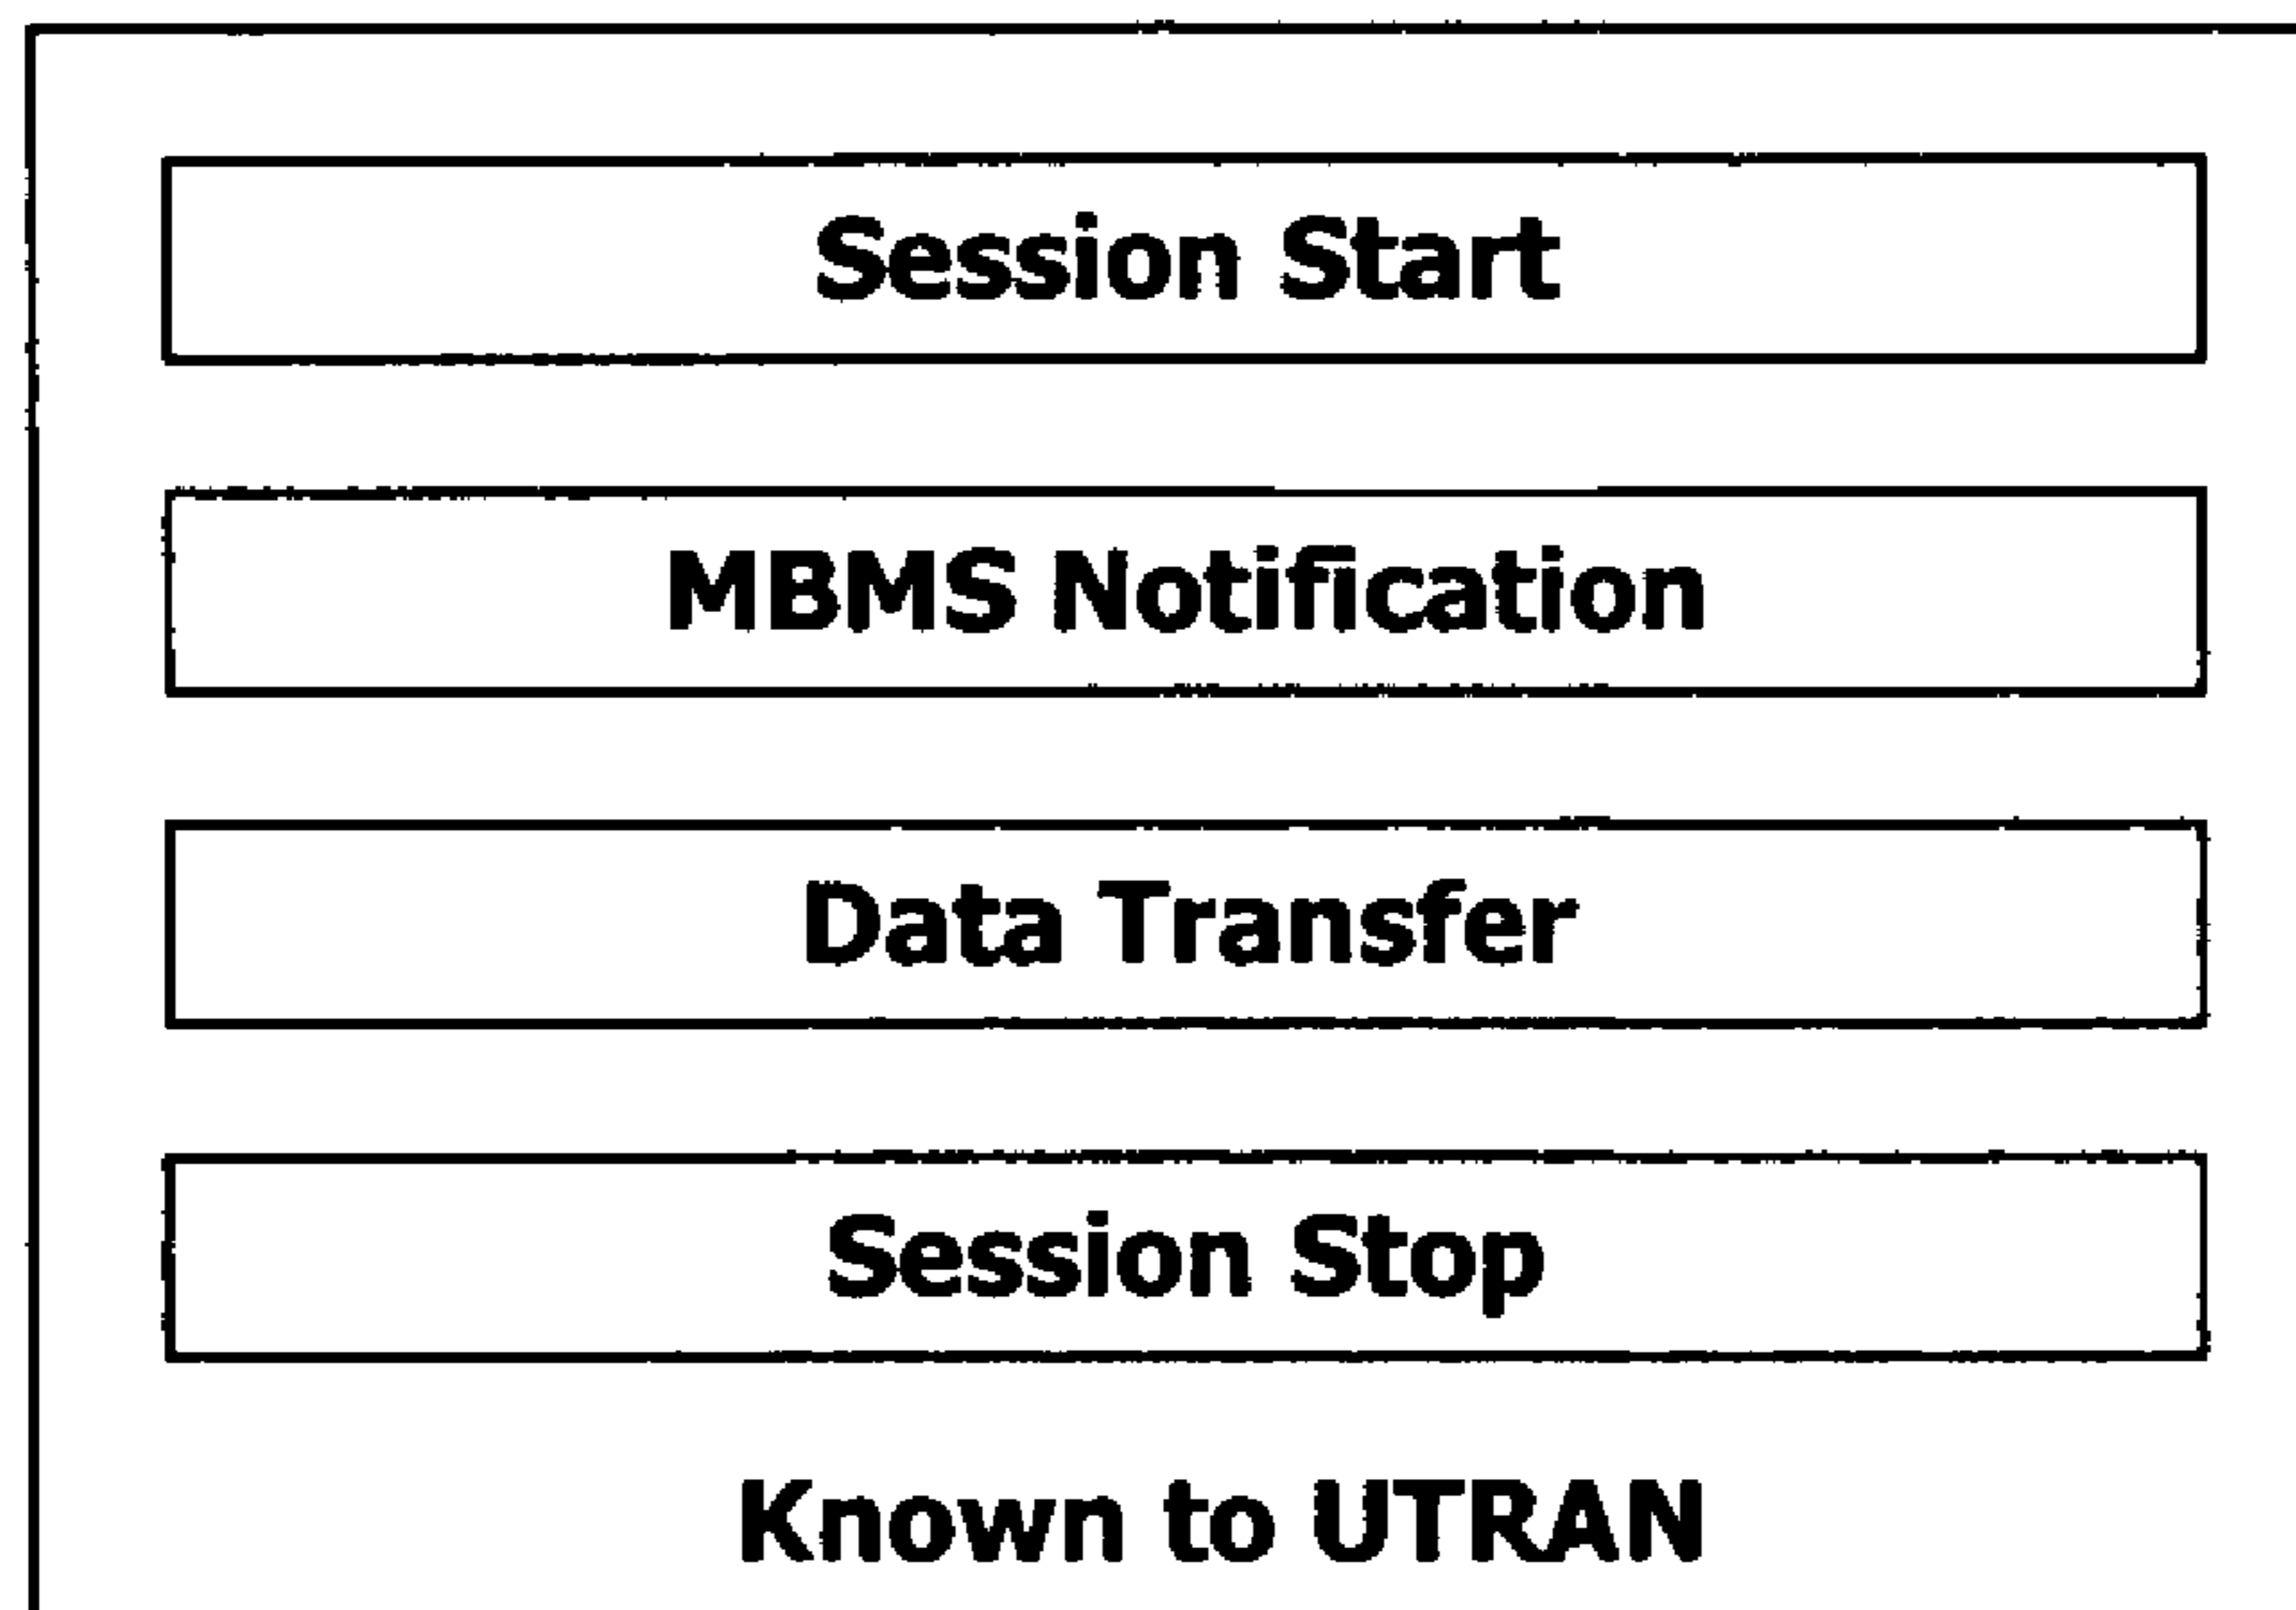 Session Start
MBMS Notification
Data Transfer
Session Stop
Known to UTRAN